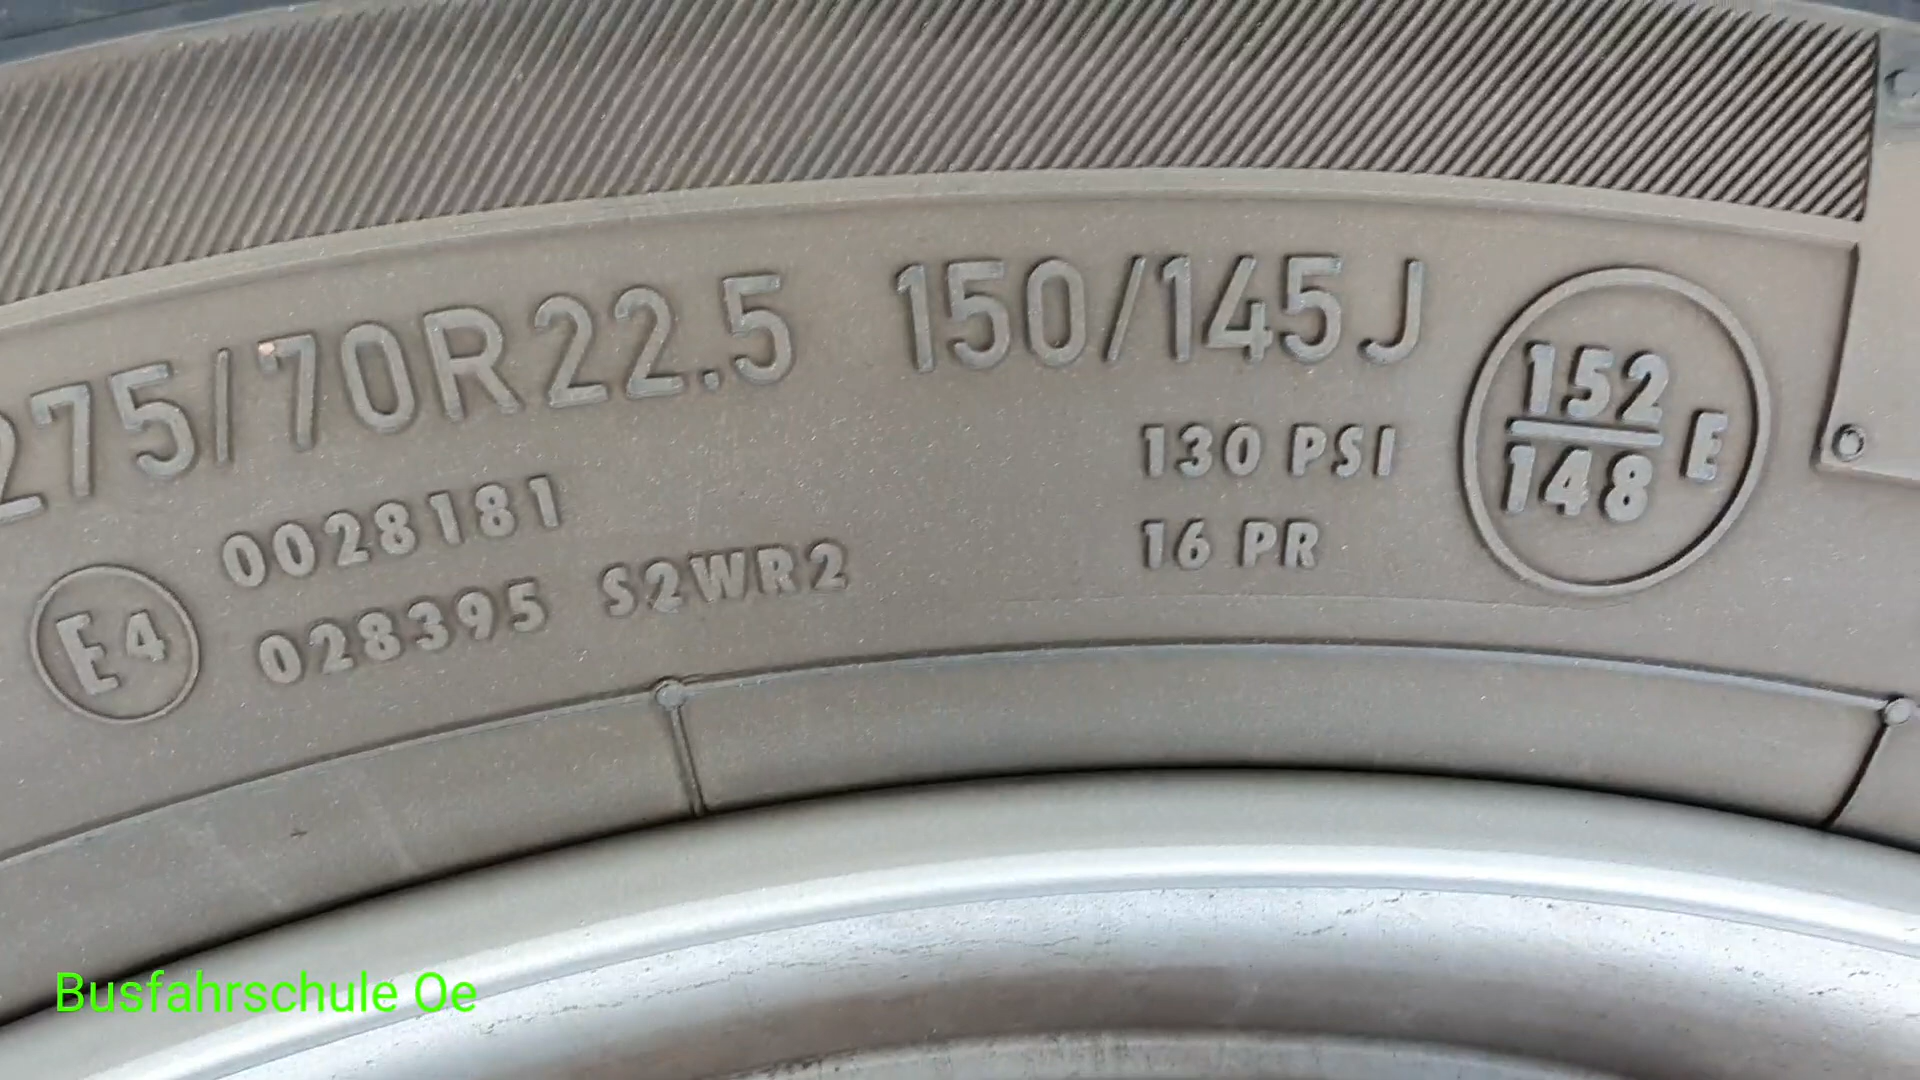 275/70R22.5 150/145J
152
148 E
130 PSI
16 PR
E4
0028181
028395 S2WR2
Busfahrschule Oe